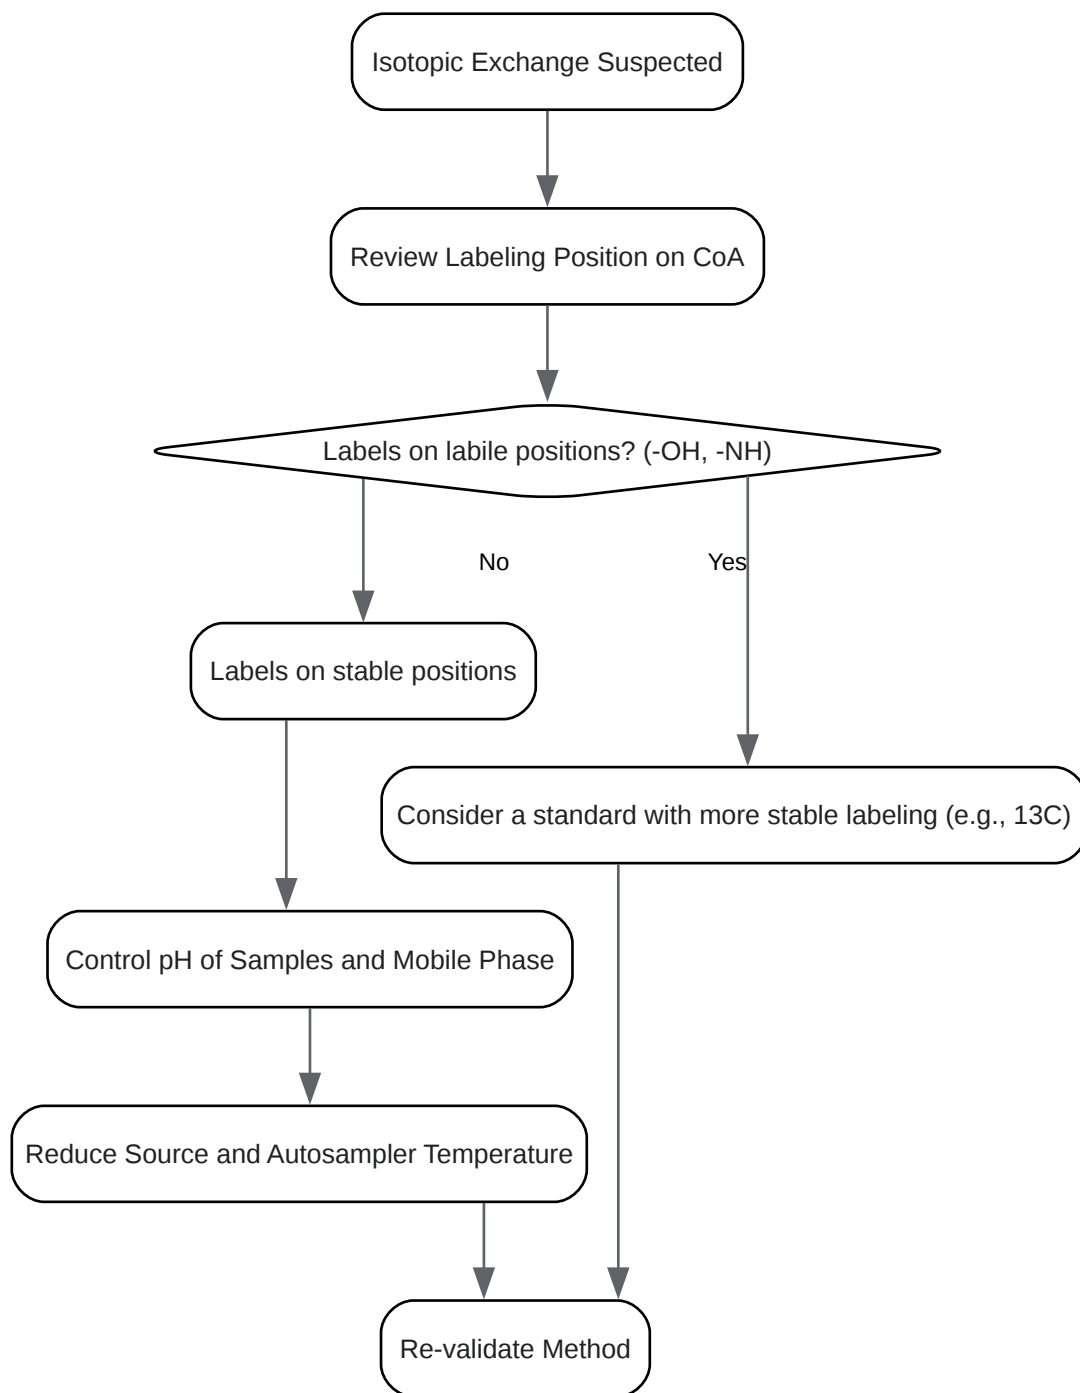 Isotopic Exchange Suspected
Review Labeling Position on CoA
Labels on labile positions? (-OH, -NH)
No
Yes
Labels on stable positions
Consider a standard with more stable labeling (e.g., 13C)
Control pH of Samples and Mobile Phase
Reduce Source and Autosampler Temperature
Re-validate Method